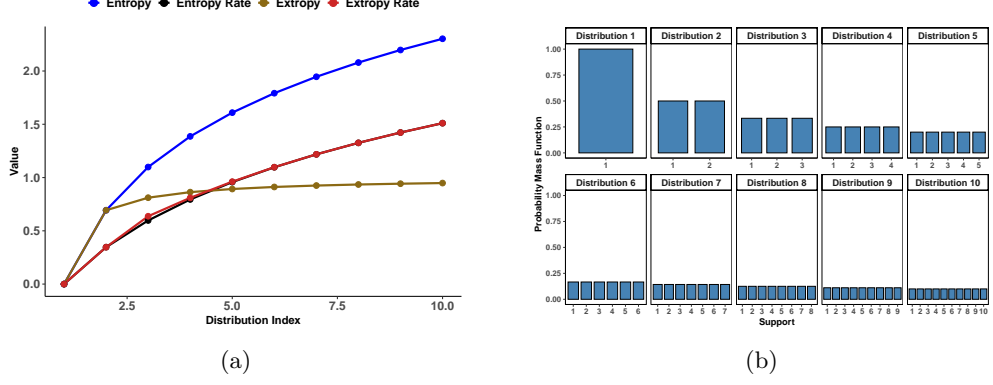 Entropy Entropy Rate Extropy Extropy Rate
Value
2.0
1.5
1.0
0.5
0.0
2.5 5.0 7.5 10.0
Distribution Index
(a)
Probability Mass Function
Distribution 1 Distribution 2 Distribution 3 Distribution 4 Distribution 5
1.00
0.75
0.50
0.25
0.00
1 1 2 1 2 3 1 2 3 4 1 2 3 4 5
Distribution 6 Distribution 7 Distribution 8 Distribution 9 Distribution 10
1.00
0.75
0.50
0.25
0.00
1 2 3 4 5 6 1 2 3 4 5 6 7 1 2 3 4 5 6 7 8 1 2 3 4 5 6 7 8 9 1 2 3 4 5 6 7 8 9 10
Support
(b)